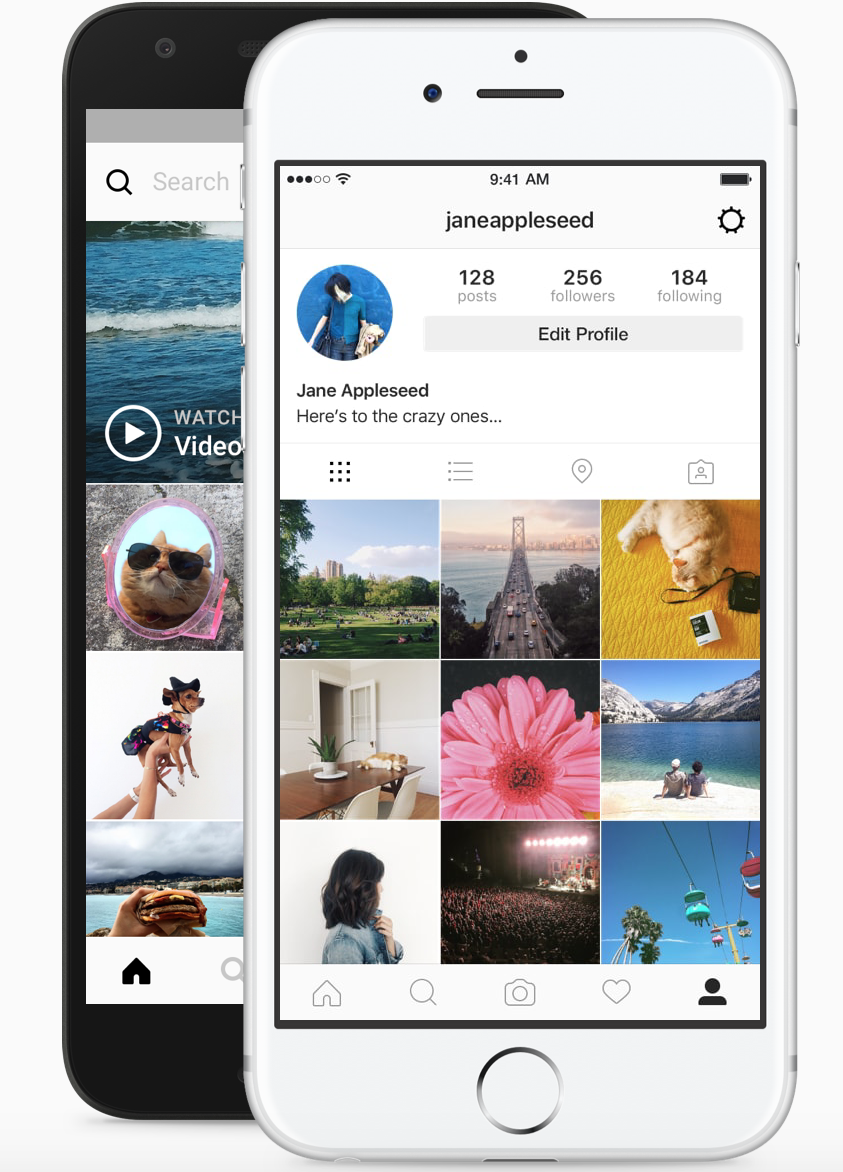 Search
WATCH
Video
9:41 AM
janeappleseed
128
posts
256
followers
184
following
Edit Profile
Jane Appleseed
Here’s to the crazy ones...